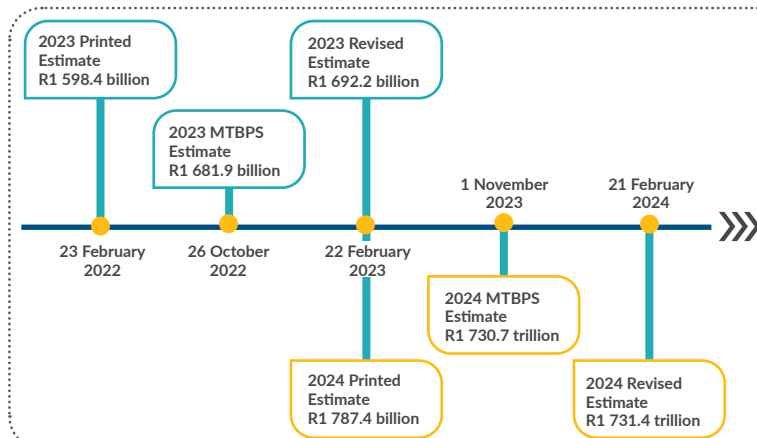 2023 Printed
Estimate
R1 598.4 billion
2023 MTBPS
Estimate
R1 681.9 billion
2023 Revised
Estimate
R1 692.2 billion
1 November
2023
21 February
2024
23 February
2022
26 October
2022
22 February
2023
2024 MTBPS
Estimate
R1 730.7 trillion
2024 Printed
Estimate
R1 787.4 billion
2024 Revised
Estimate
R1 731.4 trillion